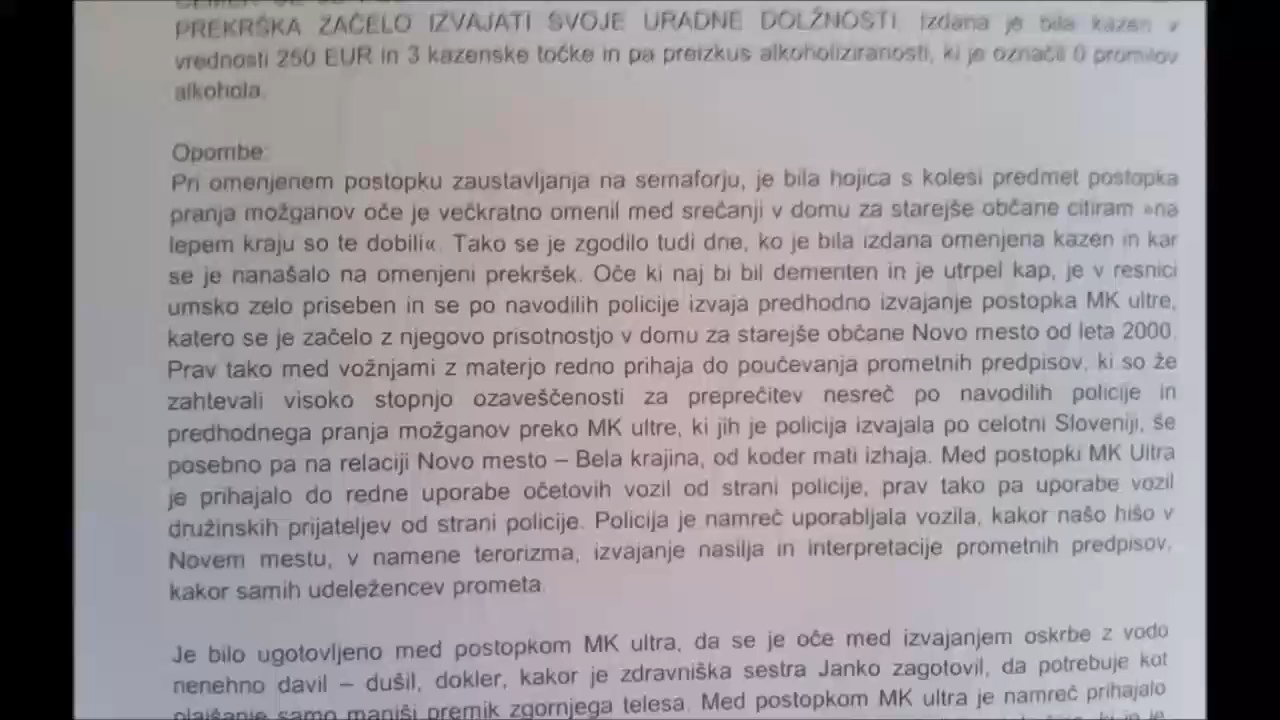 PREKRŠKA ZAČELO IZVAJATI SVOJE URADNE DOLŽNOSTI. Izdana je bila kazen v
vrednosti 250 EUR in 3 kazenske točke in pa preizkus alkoholiziranosti, ki je označil 0 promilov
alkohola.
Opombe:
Pri omenjenem postopku zaustavljanja na semaforju, je bila hojica s kolesi predmet postopka
pranja možganov oče je večkratno omenil med srečanji v domu za starejše občane citiram »na
lepem kraju so te dobili«. Tako se je zgodilo tudi dne, ko je bila izdana omenjena kazen in kar
se je nanašalo na omenjeni prekršek. Oče ki naj bi bil dementen in je utrpel kap, je v resnici
umsko zelo priseben in se po navodilih policije izvaja predhodno izvajanje postopka MK ultre,
katero se je začelo z njegovo prisotnostjo v domu za starejše občane Novo mesto od leta 2000.
Prav tako med vožnjami z materjo redno prihaja do poučevanja prometnih predpisov, ki so že
zahtevali visoko stopnjo ozaveščenosti za preprečitev nesreč po navodilih policije in
predhodnega pranja možganov preko MK ultre, ki jih je policija izvajala po celotni Sloveniji, še
posebno pa na relaciji Novo mesto – Bela krajina, od koder mati izhaja. Med postopki MK Ultra
je prihajalo do redne uporabe očetovih vozil od strani policije, prav tako pa uporabe vozil
družinskih prijateljev od strani policije. Policija je namreč uporabljala vozila, kakor našo hišo v
Novem mestu, v namene terorizma, izvajanje nasilja in interpretacije prometnih predpisov,
kakor samih udeležencev prometa.
Je bilo ugotovljeno med postopkom MK ultra, da se je oče med izvajanjem oskrbe z vodo
nenehno davil – dušil, dokler, kakor je zdravniška sestra Janko zagotovil, da potrebuje kot
plajšanje samo manjši premik zgornjega telesa. Med postopkom MK ultra je namreč prihajalo